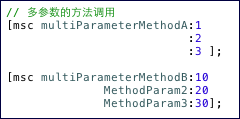 // 多参数的方法调用
[msc multiParameterMethodA:1
:2
:3 ];
[msc multiParameterMethodB:10
MethodParam2:20
MethodParam3:30];